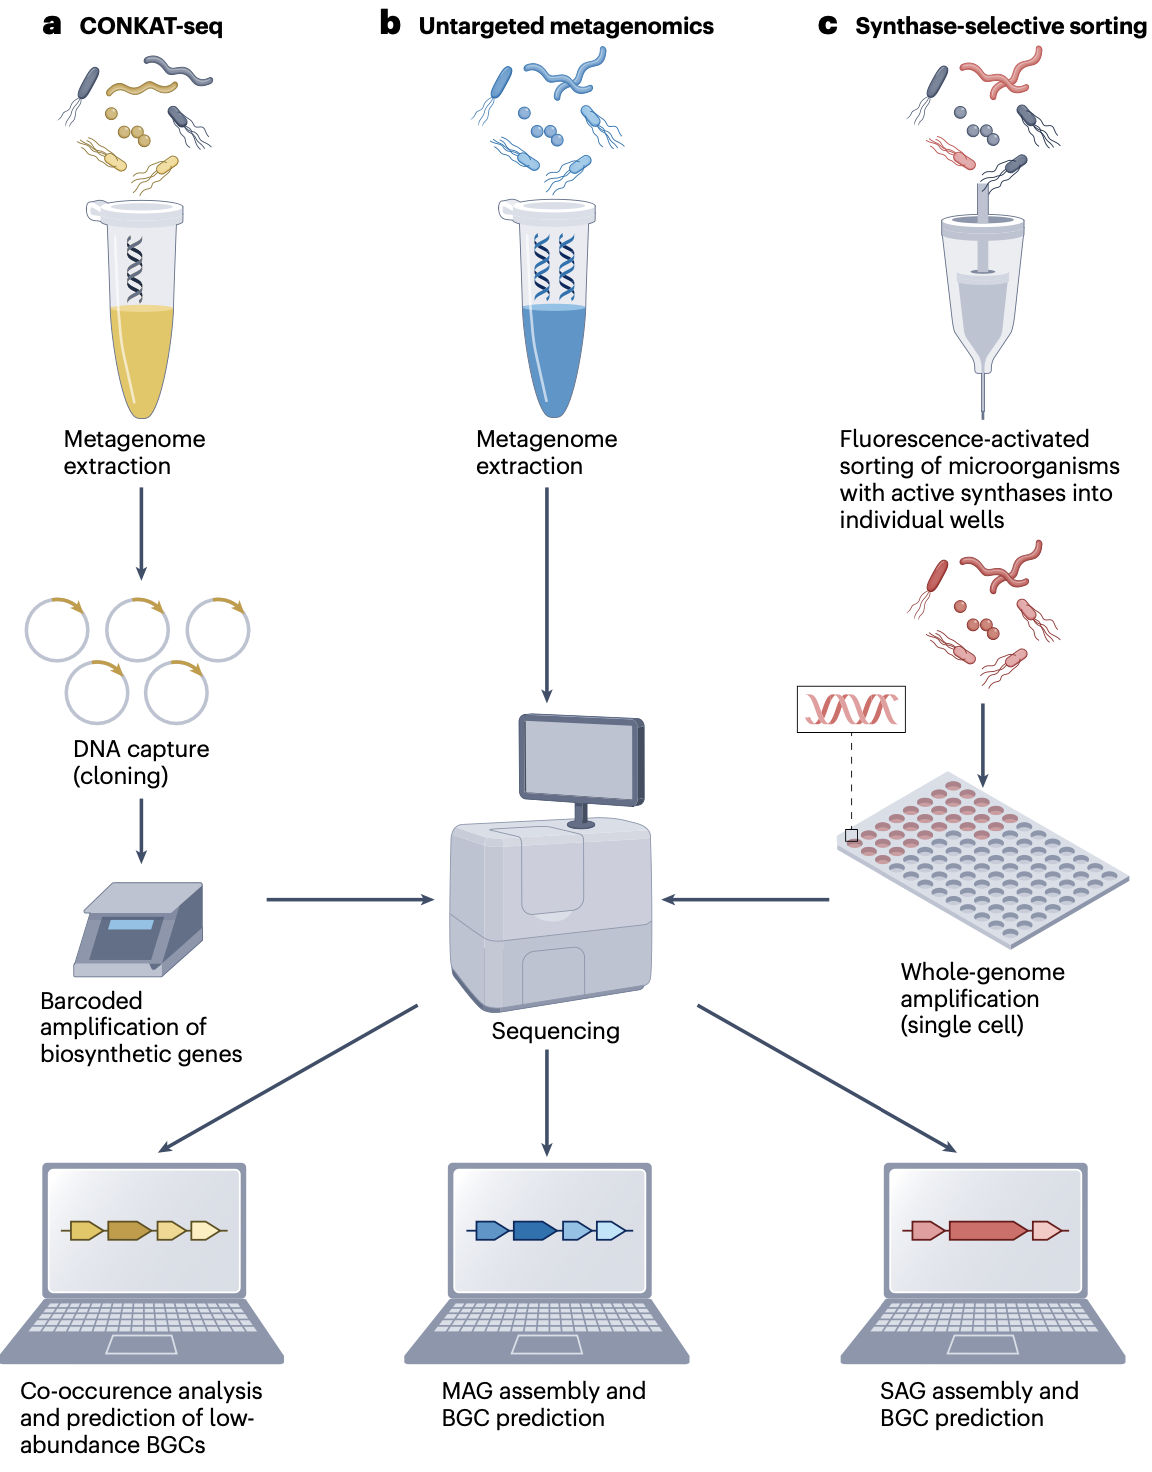 a CONKAT-seq
b Untargeted metagenomics
c Synthase-selective sorting
Metagenome
extraction
Metagenome
extraction
Fluorescence-activated
sorting of microorganisms
with active synthases into
individual wells
DNA capture
(cloning)
Barcoded
amplification of
biosynthetic genes
Sequencing
Whole-genome
amplification
(single cell)
Co-occurence analysis
and prediction of low-
abundance BGCs
MAG assembly and
BGC prediction
SAG assembly and
BGC prediction